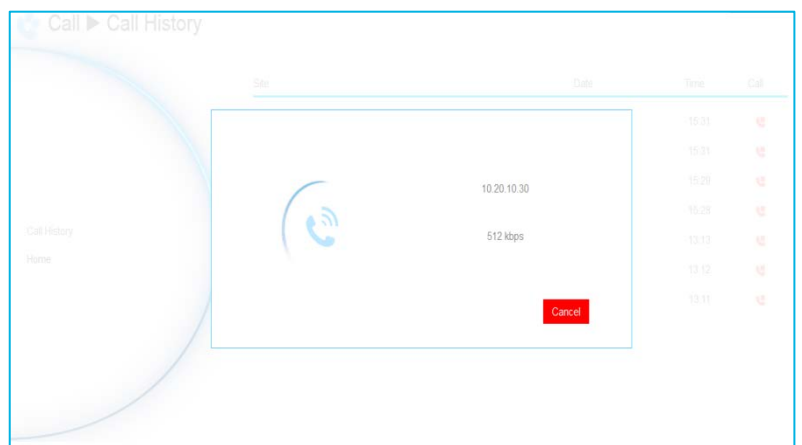 Call ▶ Call History
Site Date Time Call
15:31
15:31
10.20.10.30
15:29
15:29
512 kbps
Call History
13:12
Home
13:12
13:11
Cancel